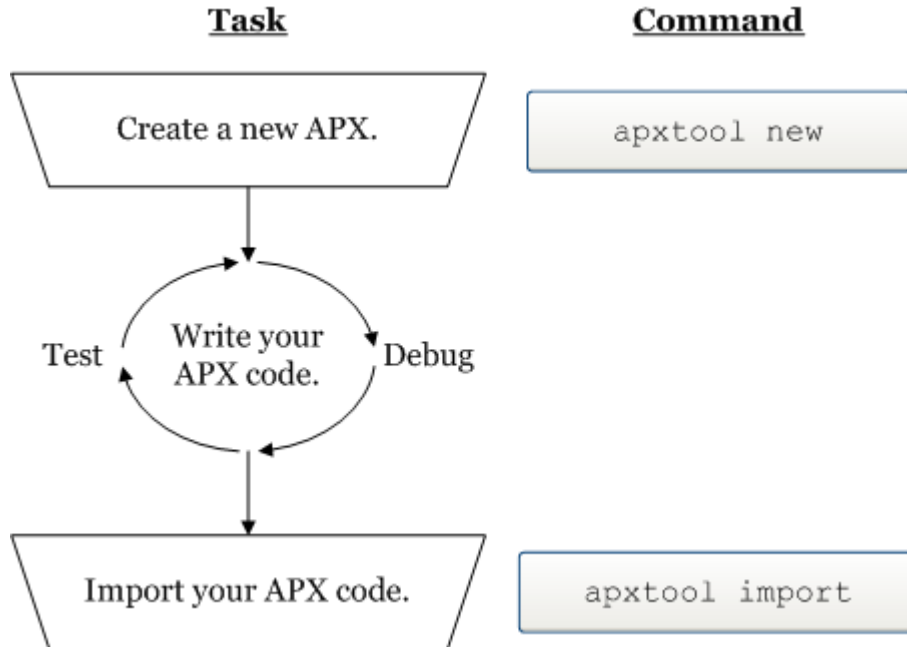 Task
Command
Create a new APX.
apxtool new
Test
Write your
APX code.
Debug
Import your APX code.
apxtool import